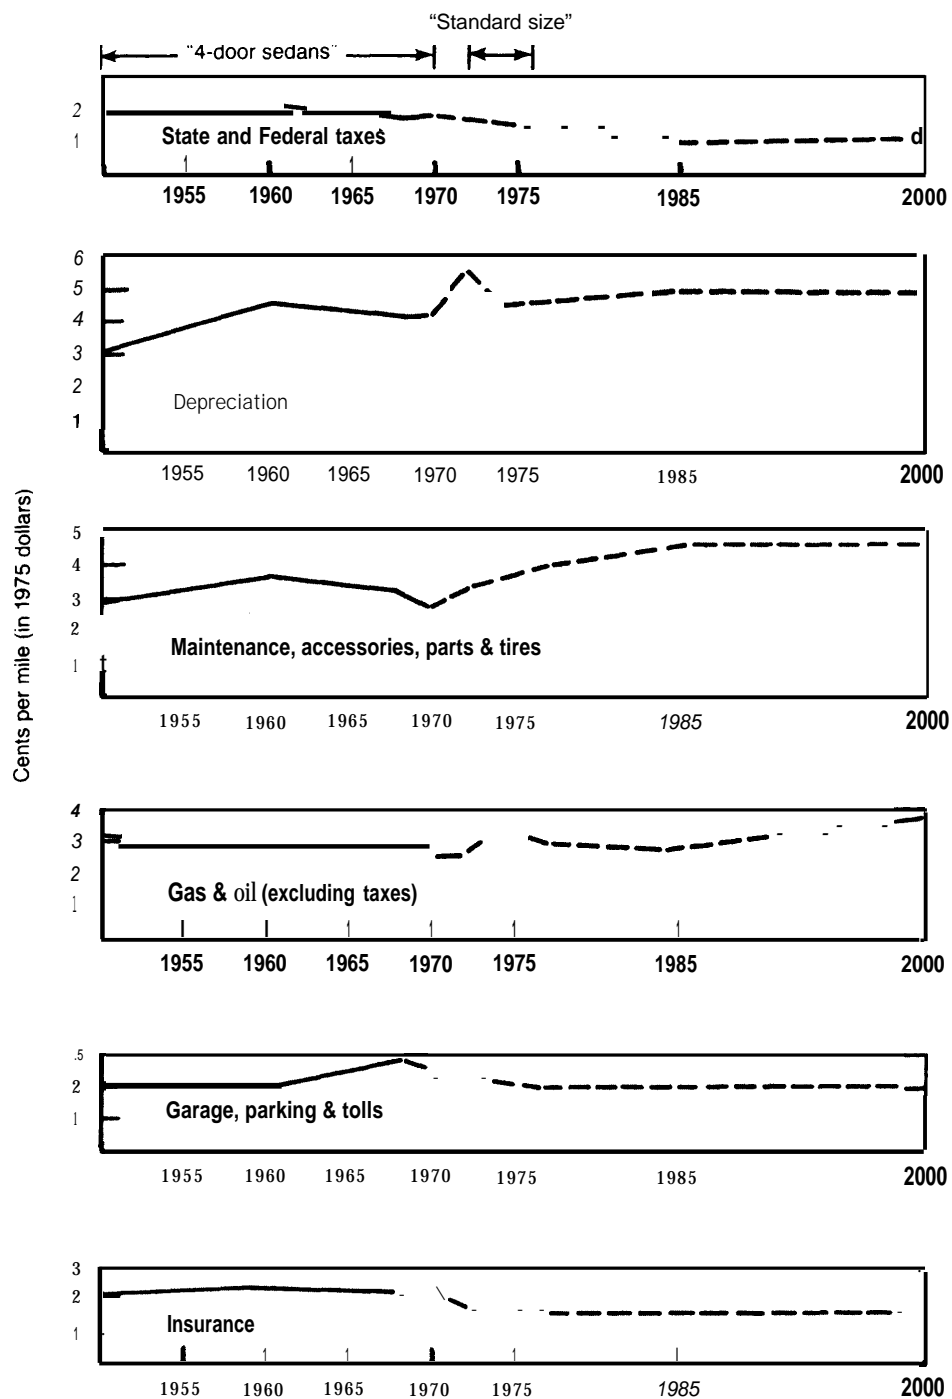 “Standard size”
“4-door sedans”
2
1
State and Federal taxes
d
1955 1960 1965 1970 1975 1985 2000
6
5
4
3
2
1
Depreciation
1955 1960 1965 1970 1975 1985 2000
Cents per mile (in 1975 dollars)
5
4
3
2
1
Maintenance, accessories, parts & tires
1955 1960 1965 1970 1975 1985 2000
4
3
2
1
Gas & oil (excluding taxes)
1955 1960 1965 1970 1975 1985 2000
.5
2
1
Garage, parking & tolls
1955 1960 1965 1970 1975 1985 2000
3
2
1
Insurance
1955 1960 1965 1970 1975 1985 2000